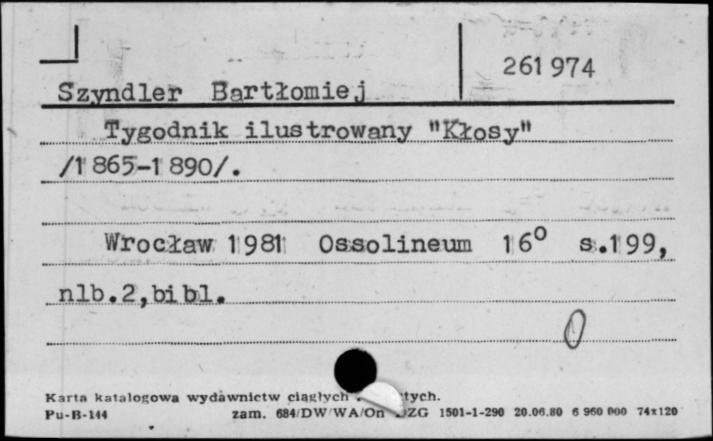 261 974
Szyndler Bartłomiej
Tygodnik ilustrowany "Kłosy"
/1865-1890/.
Wrocław 1981 Ossolineum 16° s.199,
nlb.2,bibl.
Karta katalogowa wydawnictw ciągłych tych.
Pu-B-144 zam. 684/DW/WA/On ZG 1501-1-290 20.06.80 6 960 000 74x120